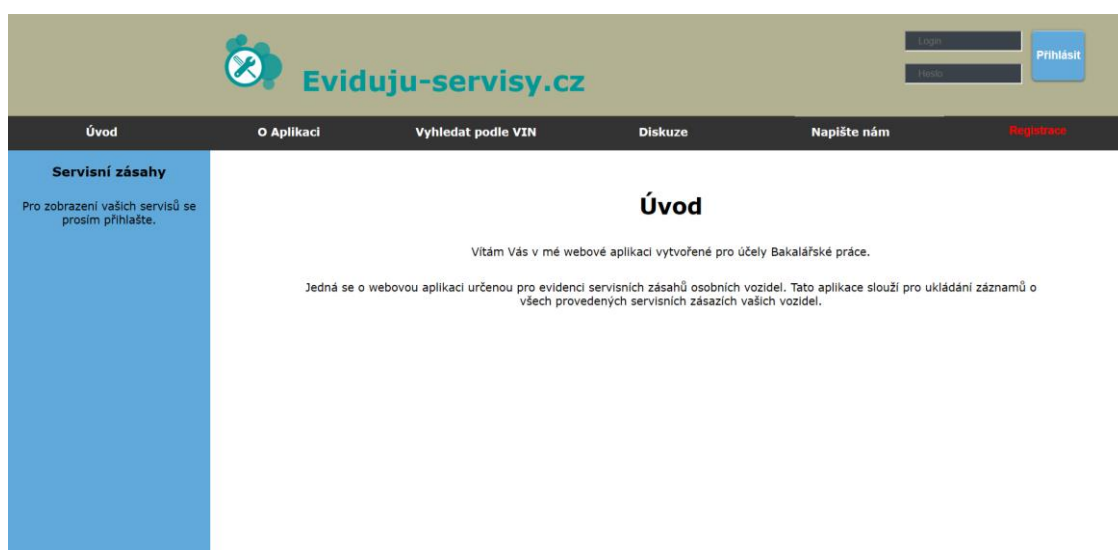 Eviduju-servisy.cz
Login
Heslo
Přihlásit
Úvod
O Aplikaci
Vyhledat podle VIN
Diskuze
Napište nám
Registrace
Servisní zásahy
Pro zobrazení vašich servisů se
prosím přihlašte.
Úvod
Vítám Vás v mé webové aplikaci vytvořené pro účely Bakalářské práce.
Jedná se o webovou aplikaci určenou pro evidenci servisních zásahů osobních vozidel. Tato aplikace slouží pro ukládání záznamů o
všech provedených servisních zásazích vašich vozidel.